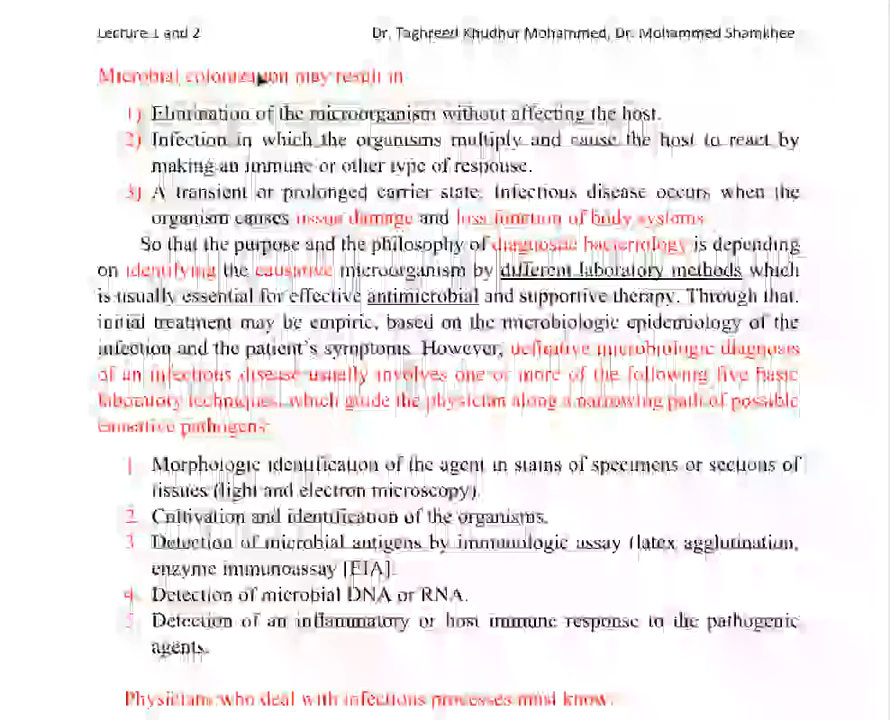 Lecture 1 and 2 Dr. Taghreed Khudhur Mohammed, Dr. Mohammed Shamkhee
Microbial colonization may result in
1) Elimination of the microorganism without affecting the host.
2) Infection in which the organisms multiply and cause the host to react by
making an immune or other type of response.
3) A transient or prolonged carrier state. Infectious disease occurs when the
organism causes tissue damage and loss function of body systems
So that the purpose and the philosophy of diagnostic bacteriology is depending
on identifying the causative microorganism by different laboratory methods which
is usually essential for effective antimicrobial and supportive therapy. Through that,
initial treatment may be empiric, based on the microbiologic epidemiology of the
infection and the patient's symptoms. However, definitive microbiologic diagnosis
of an infectious disease usually involves one or more of the following five basic
laboratory techniques, which guide the physician along a narrowing path of possible
causative pathogens:
1. Morphologic identification of the agent in stains of specimens or sections of
tissues (light and electron microscopy).
2. Cultivation and identification of the organisms.
3. Detection of microbial antigens by immunologic assay (latex agglutination,
enzyme immunoassay [EIA].
4. Detection of microbial DNA or RNA.
5. Detection of an inflammatory or host immune response to the pathogenic
agents.
Physicians who deal with infectious processes must know: